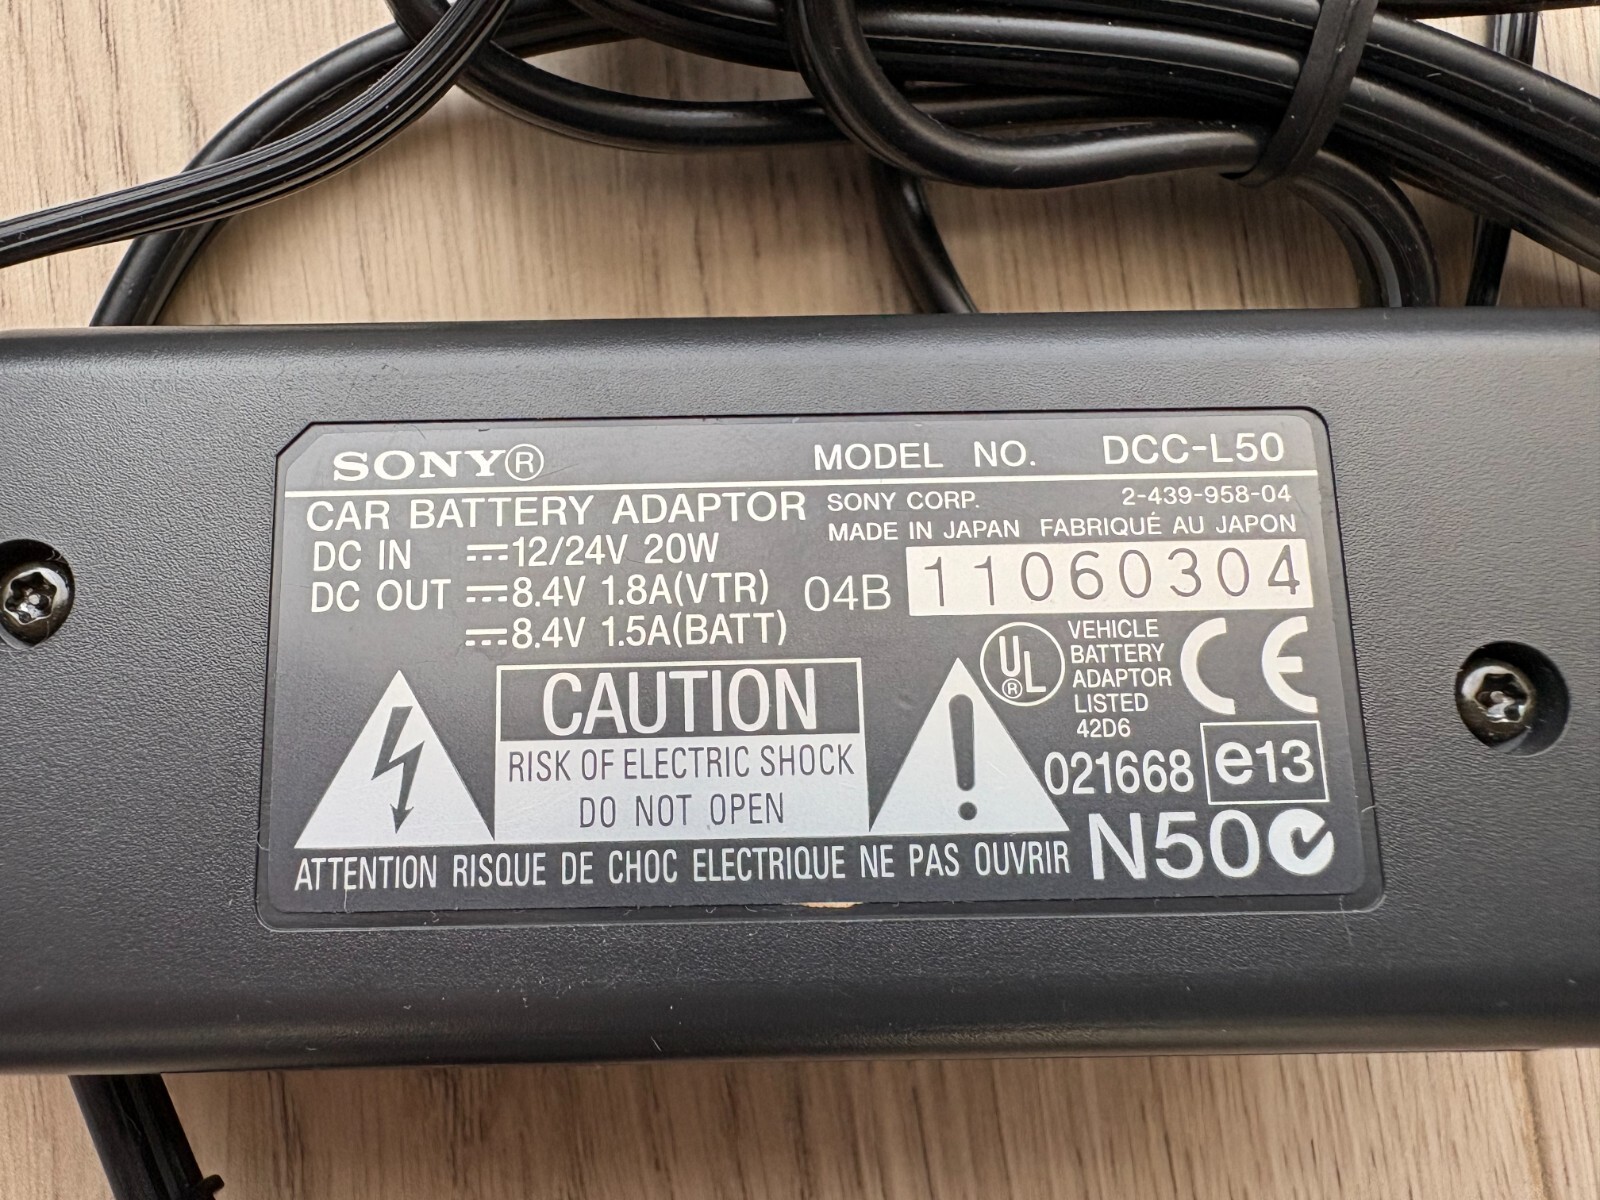 SONY® MODEL NO. DCC-L50
CAR BATTERY ADAPTOR
SONY CORP. 2-439-958-04
MADE IN JAPAN FABRIQUÉ AU JAPON
DC IN ⎓12/24V 20W
DC OUT ⎓8.4V 1.8A(VTR)
⎓8.4V 1.5A(BATT)
04B 11060304
UL®
VEHICLE
BATTERY
ADAPTOR
LISTED
42D6
CE
CAUTION
RISK OF ELECTRIC SHOCK
DO NOT OPEN
021668 e13
N50
ATTENTION RISQUE DE CHOC ELECTRIQUE NE PAS OUVRIR